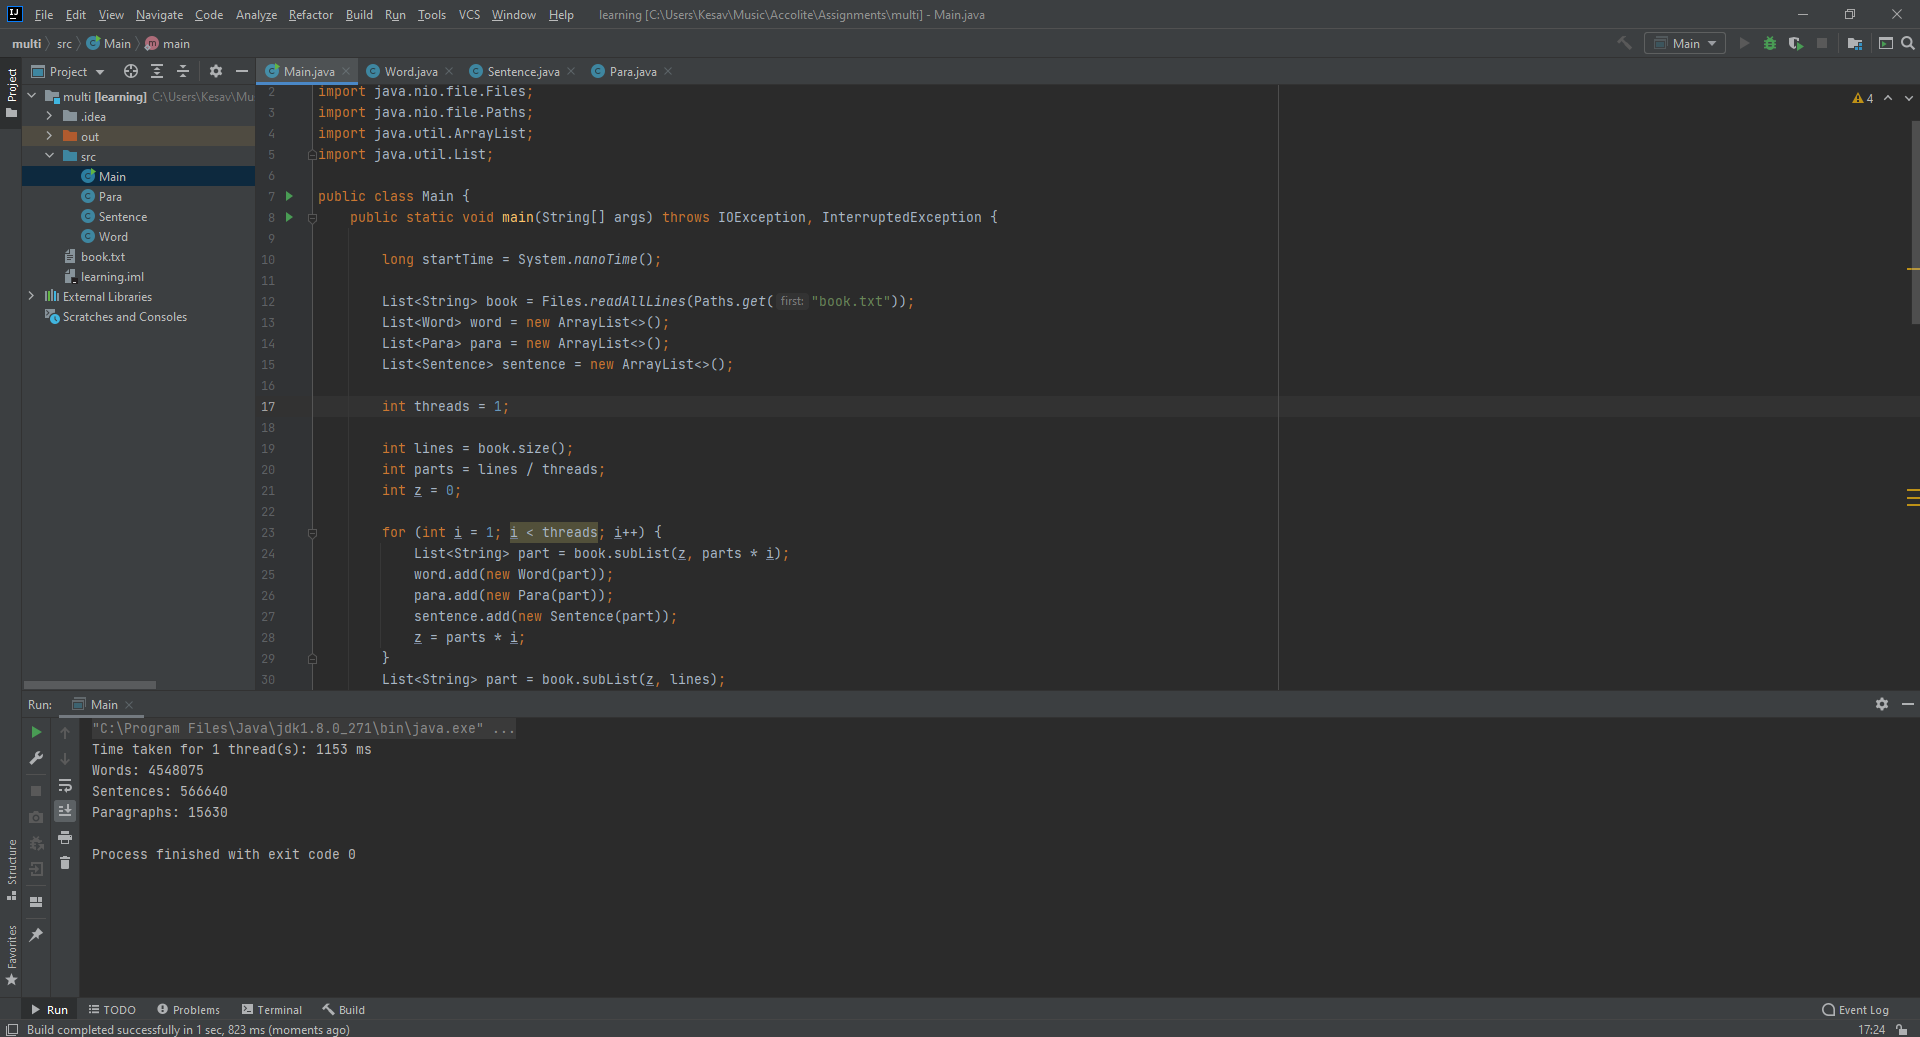 File Edit View Navigate Code Analyze Refactor Build Run Tools VCS Window Help learning [C:\Users\Kesav\Music\Accolite\Assignments\multi] - Main.java
multi src Main main
Main
Project
Main.java Word.java Sentence.java Para.java
Project
multi [learning] C:\Users\Kesav\Mu
.idea
out
src
Main
Para
Sentence
Word
book.txt
learning.iml
External Libraries
Scratches and Consoles
4
2 import java.nio.file.Files;
3 import java.nio.file.Paths;
4 import java.util.ArrayList;
5 import java.util.List;
6
7 public class Main {
8 public static void main(String[] args) throws IOException, InterruptedException {
9
10 long startTime = System.nanoTime();
11
12 List<String> book = Files.readAllLines(Paths.get( first: "book.txt"));
13 List<Word> word = new ArrayList<>();
14 List<Para> para = new ArrayList<>();
15 List<Sentence> sentence = new ArrayList<>();
16
17 int threads = 1;
18
19 int lines = book.size();
20 int parts = lines / threads;
21 int z = 0;
22
23 for (int i = 1; i < threads; i++) {
24 List<String> part = book.subList(z, parts * i);
25 word.add(new Word(part));
26 para.add(new Para(part));
27 sentence.add(new Sentence(part));
28 z = parts * i;
29 }
30 List<String> part = book.subList(z, lines);
Run: Main
"C:\Program Files\Java\jdk1.8.0_271\bin\java.exe" ...
Time taken for 1 thread(s): 1153 ms
Words: 4548075
Sentences: 566640
Paragraphs: 15630
Process finished with exit code 0
Structure
Favorites
Run TODO Problems Terminal Build Event Log
Build completed successfully in 1 sec, 823 ms (moments ago) 17:24